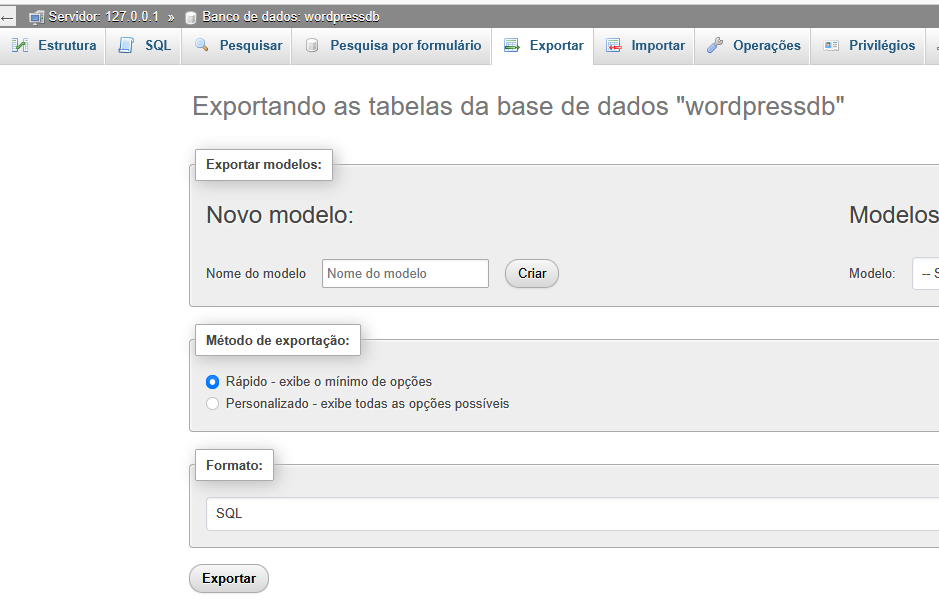 Servidor: 127.0.0.1 » Banco de dados: wordpressdb
Estrutura SQL Pesquisar Pesquisa por formulário Exportar Importar Operações Privilégios
Exportando as tabelas da base de dados "wordpressdb"
Exportar modelos:
Novo modelo: Modelos
Nome do modelo Nome do modelo Criar Modelo: -- S
Método de exportação:
Rápido - exibe o mínimo de opções
Personalizado - exibe todas as opções possíveis
Formato:
SQL
Exportar